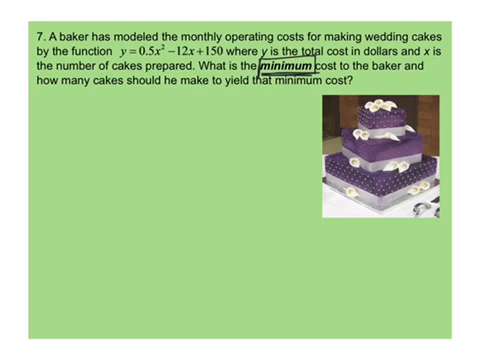 7. A baker has modeled the monthly operating costs for making wedding cakes
by the function y = 0.5x² −12x +150 where y is the total cost in dollars and x is
the number of cakes prepared. What is the minimum cost to the baker and
how many cakes should he make to yield that minimum cost?